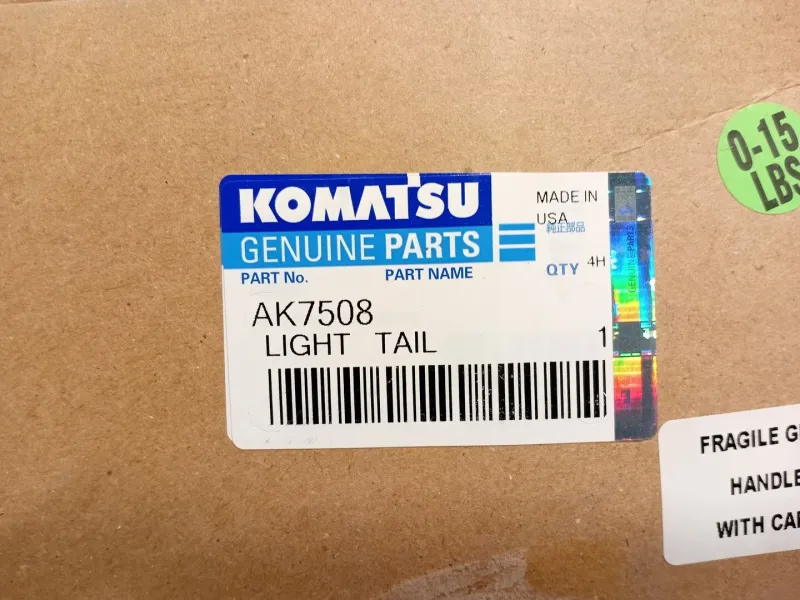 KOMATSU
GENUINE PARTS
MADE IN
USA
純正部品
PART No.
PART NAME
QTY
4H
AK7508
LIGHT TAIL
1
GENUINE PARTS
0-15
LBS
FRAGILE
HANDLE
WITH